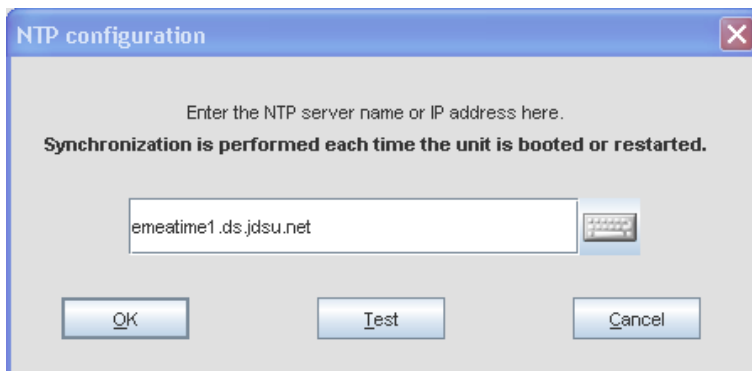 NTP configuration
Enter the NTP server name or IP address here.
Synchronization is performed each time the unit is booted or restarted.
emeatime1.ds.jdsu.net
OK
Test
Cancel